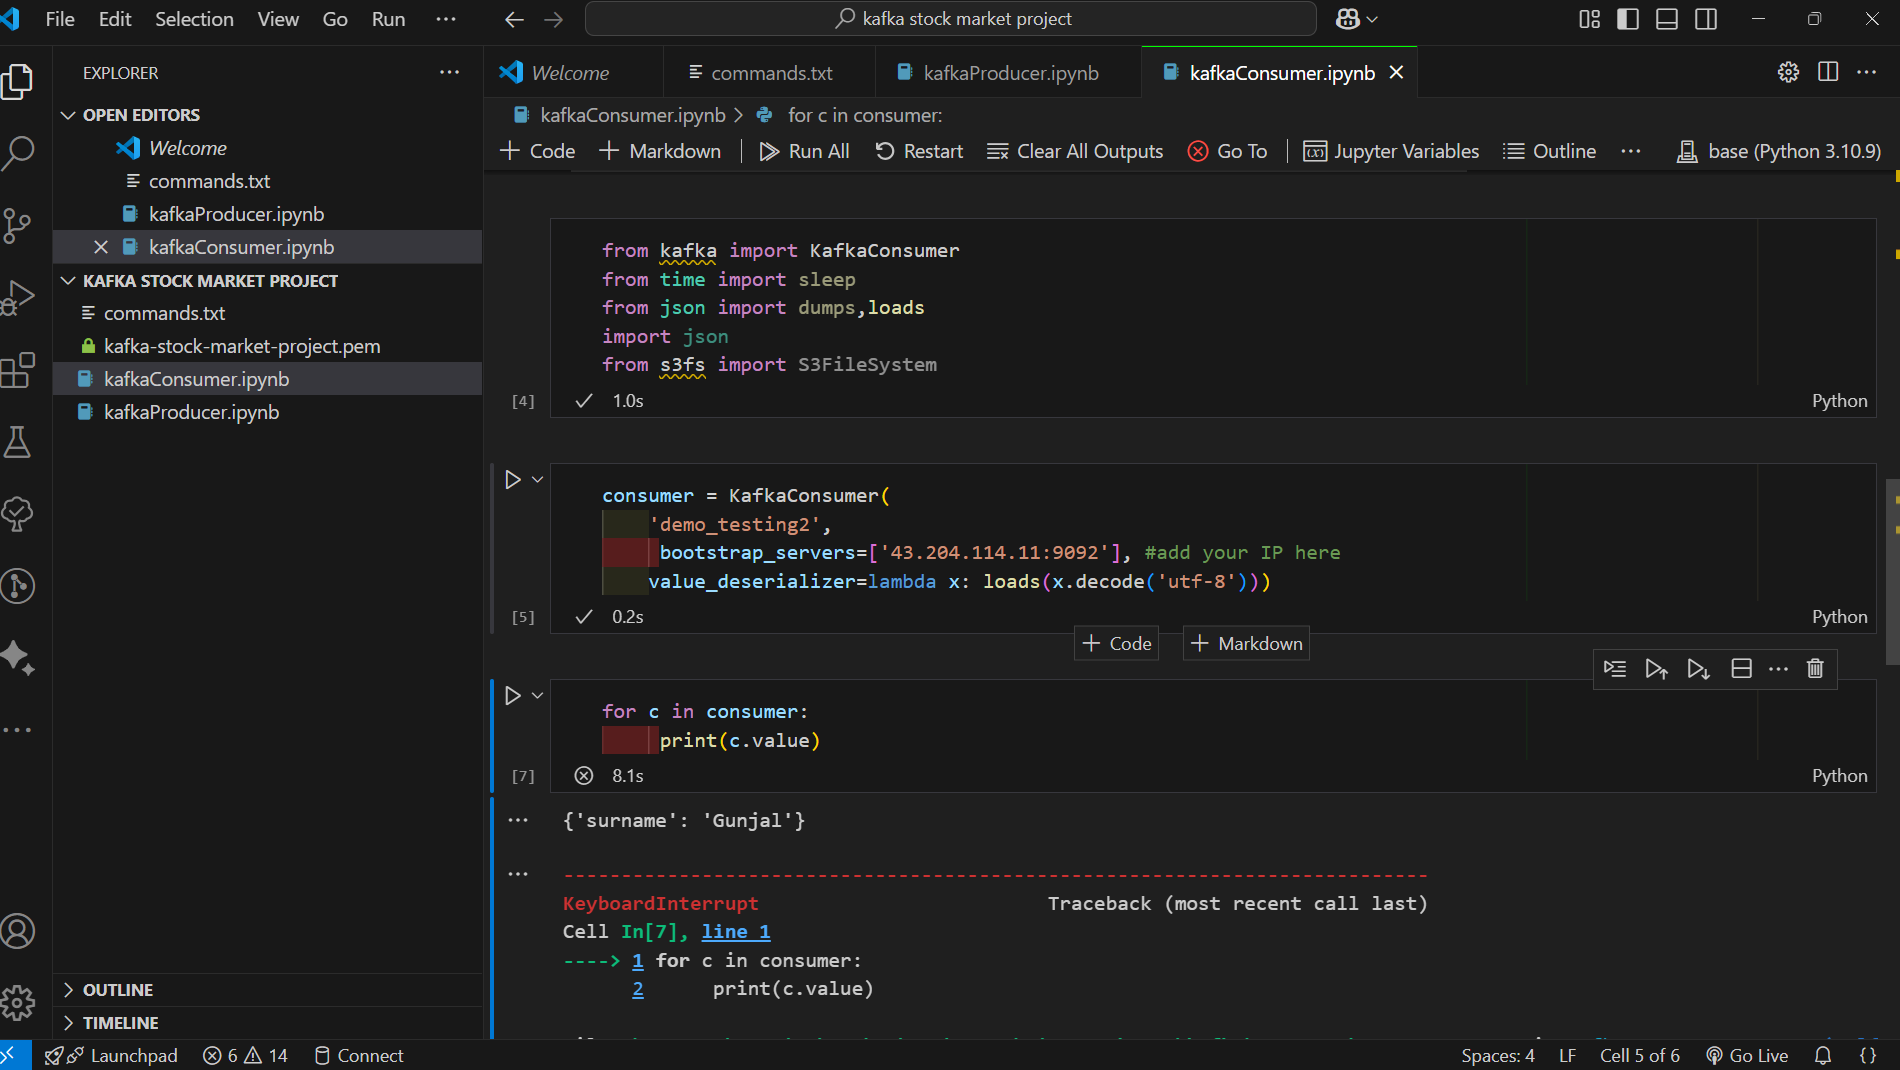 File Edit Selection View Go Run ···
kafka stock market project
EXPLORER ···
OPEN EDITORS
Welcome
commands.txt
kafkaProducer.ipynb
kafkaConsumer.ipynb
KAFKA STOCK MARKET PROJECT
commands.txt
kafka-stock-market-project.pem
kafkaConsumer.ipynb
kafkaProducer.ipynb
OUTLINE
TIMELINE
Welcome commands.txt kafkaProducer.ipynb kafkaConsumer.ipynb
kafkaConsumer.ipynb > for c in consumer:
+ Code + Markdown Run All Restart Clear All Outputs Go To Jupyter Variables Outline ··· base (Python 3.10.9)
from kafka import KafkaConsumer
from time import sleep
from json import dumps,loads
import json
from s3fs import S3FileSystem
[4] 1.0s Python
consumer = KafkaConsumer(
'demo_testing2',
bootstrap_servers=['43.204.114.11:9092'], #add your IP here
value_deserializer=lambda x: loads(x.decode('utf-8')))
[5] 0.2s Python
+ Code + Markdown
for c in consumer:
print(c.value)
[7] 8.1s Python
{'surname': 'Gunjal'}
---------------------------------------------------------------------------
KeyboardInterrupt Traceback (most recent call last)
Cell In[7], line 1
----> 1 for c in consumer:
2 print(c.value)
Launchpad 6 14 Connect
Spaces: 4 LF Cell 5 of 6 Go Live {}